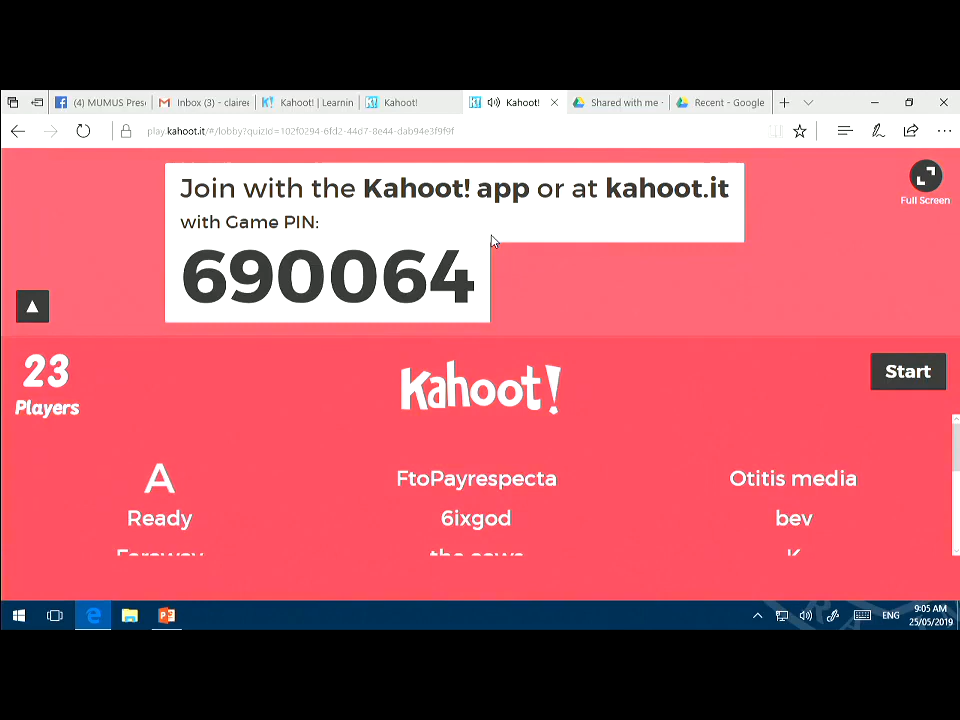 (4) MUMUS Pres
Inbox (3) - claire
Kahoot! | Learnin
Kahoot!
Kahoot!
Shared with me -
Recent - Google
play.kahoot.it/#/lobby?quizId=102f0294-6fd2-44d7-8e44-dab94e3f9f9f
Join with the Kahoot! app or at kahoot.it
with Game PIN:
690064
Full Screen
23
Players
Kahoot!
Start
A
FtoPayrespecta
Otitis media
Ready
6ixgod
bev
Faraway
the cows
K
ENG
9:05 AM
25/05/2019